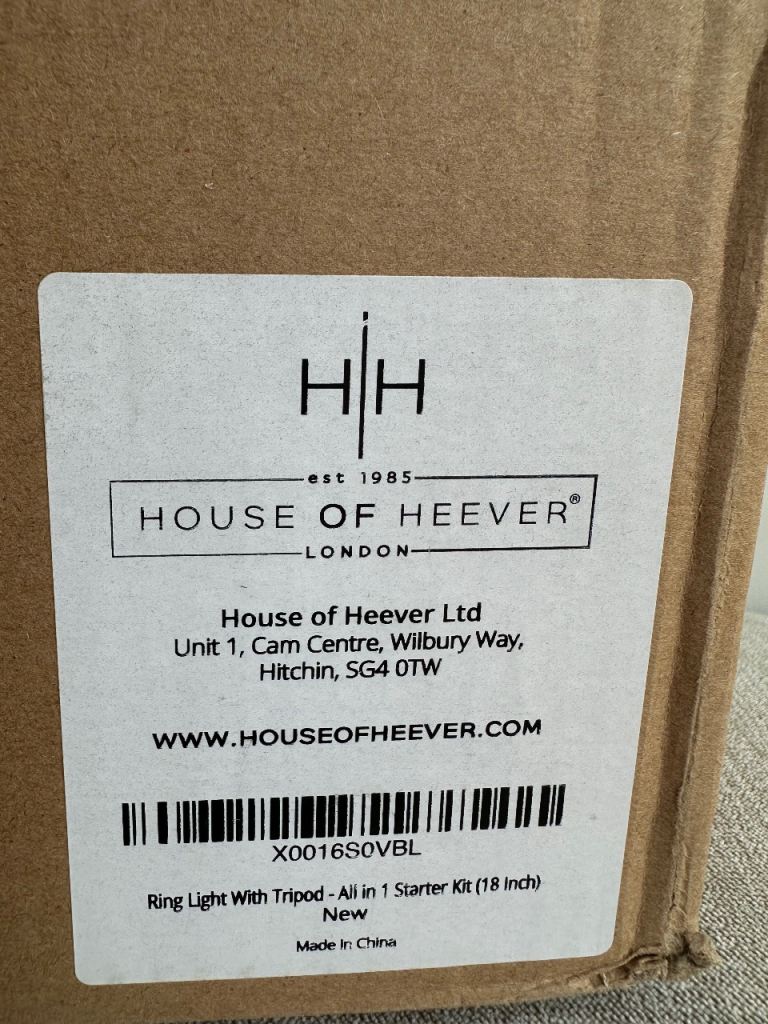 HH
est 1985
HOUSE OF HEEVER®
LONDON
House of Heever Ltd
Unit 1, Cam Centre, Wilbury Way,
Hitchin, SG4 0TW
WWW.HOUSEOFHEEVER.COM
X0016S0VBL
Ring Light With Tripod - All in 1 Starter Kit (18 Inch)
New
Made In China